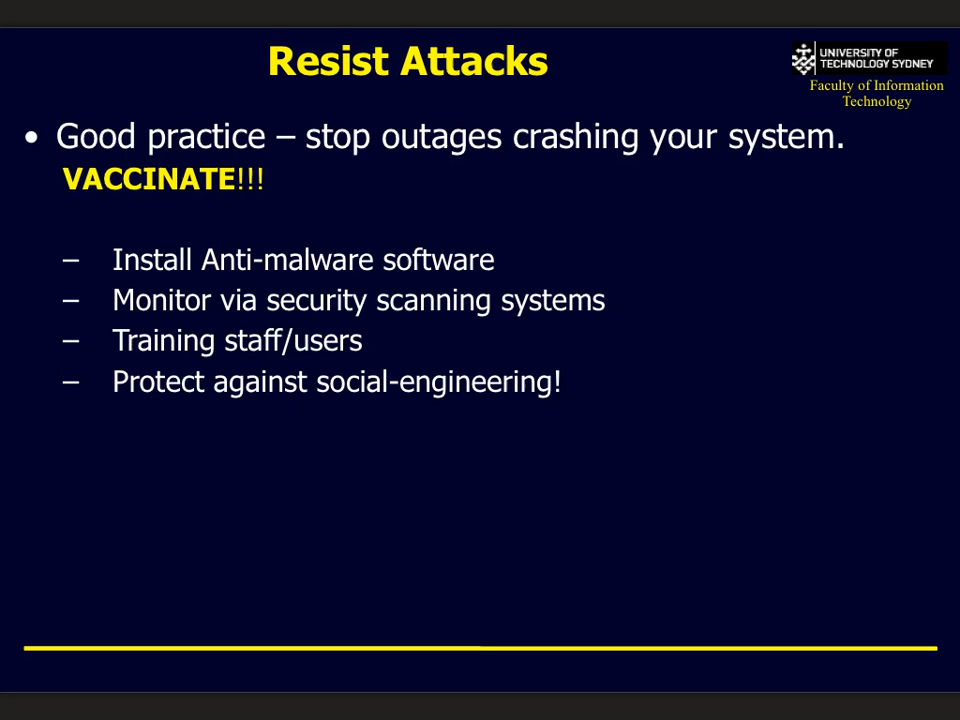 Resist Attacks
UNIVERSITY OF
TECHNOLOGY SYDNEY
Faculty of Information
Technology
• Good practice – stop outages crashing your system.
VACCINATE!!!
– Install Anti-malware software
– Monitor via security scanning systems
– Training staff/users
– Protect against social-engineering!